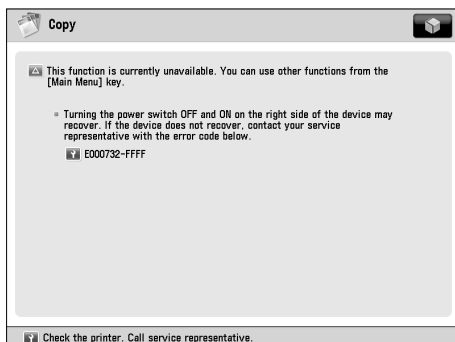 Copy
This function is currently unavailable. You can use other functions from the
[Main Menu] key.
Turning the power switch OFF and ON on the right side of the device may
recover. If the device does not recover, contact your service
representative with the error code below.
E000732-FFFF
Check the printer. Call service representative.